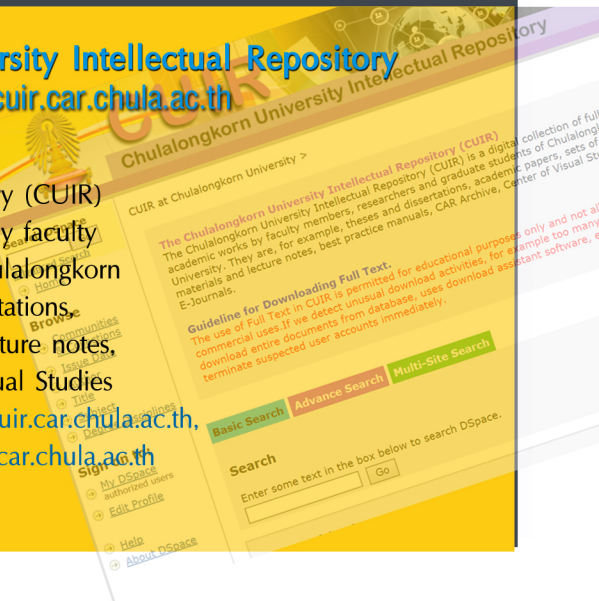 rsity Intellectual Repository
cuir.car.chula.ac.th
ry (CUIR)
y faculty
ulalongkorn
tations,
ture notes,
ual Studies
uir.car.chula.ac.th,
car.chula.ac.th
CUIR
Chulalongkorn University Intellectual Repository
CUIR at Chulalongkorn University >
The Chulalongkorn University Intellectual Repository (CUIR)
The Chulalongkorn University Intellectual Repository (CUIR) is a digital collection of full
academic works by faculty members, researchers and graduate students of Chulalong
University. They are, for example, theses and dissertations, academic papers, sets of
materials and lecture notes, best practice manuals, CAR Archive, Center of Visual Stu
E-Journals.
Guideline for Downloading Full Text.
The use of Full Text in CUIR is permitted for educational purposes only and not all
commercial uses.If we detect unusual download activities, for example too many
download entire documents from database, uses download assistant software, e
terminate suspected user accounts immediately.
Basic Search Advance Search Multi-Site Search
Search
Enter some text in the box below to search DSpace.
Go
Home
Browse
Communities
Issue Date
Title
Subject
My DSpace
authorized users
Edit Profile
Help
About DSpace